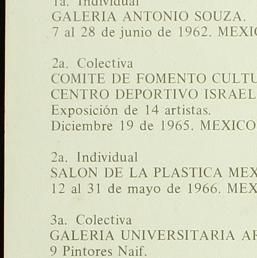 1a. Individual
GALERIA ANTONIO SOUZA.
7 al 28 de junio de 1962. MEXI
2a. Colectiva
COMITE DE FOMENTO CULTU
CENTRO DEPORTIVO ISRAEL
Exposición de 14 artistas.
Diciembre 19 de 1965. MEXICO
2a. Individual
SALON DE LA PLASTICA MEX
12 al 31 de mayo de 1966. MEX
3a. Colectiva
GALERIA UNIVERSITARIA AR
9 Pintores Naif.